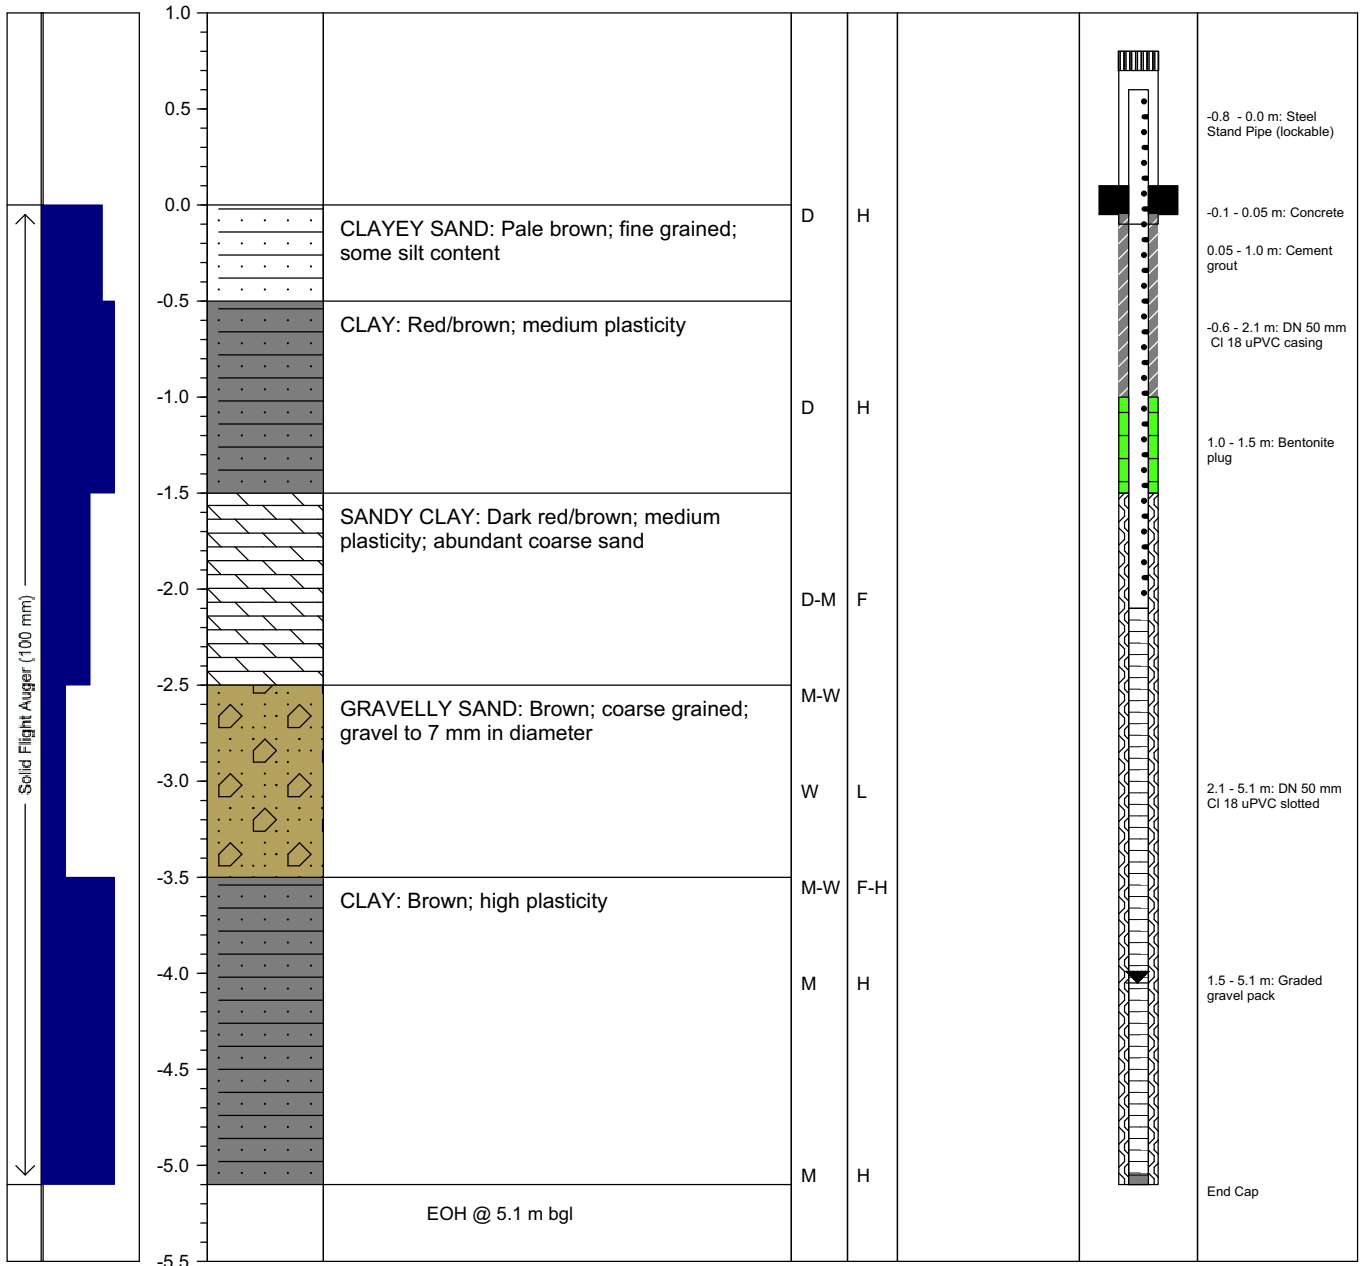 1.0
0.5
0.0
-0.5
-1.0
-1.5
-2.0
-2.5
-3.0
-3.5
-4.0
-4.5
-5.0
-5.5
Solid Flight Auger (100 mm)
CLAYEY SAND: Pale brown; fine grained;
some silt content
CLAY: Red/brown; medium plasticity
SANDY CLAY: Dark red/brown; medium
plasticity; abundant coarse sand
GRAVELLY SAND: Brown; coarse grained;
gravel to 7 mm in diameter
CLAY: Brown; high plasticity
EOH @ 5.1 m bgl
D H
D H
D-M F
M-W
W L
M-W F-H
M H
M H
-0.8 - 0.0 m: Steel
Stand Pipe (lockable)
-0.1 - 0.05 m: Concrete
0.05 - 1.0 m: Cement
grout
-0.6 - 2.1 m: DN 50 mm
Cl 18 uPVC casing
1.0 - 1.5 m: Bentonite
plug
2.1 - 5.1 m: DN 50 mm
Cl 18 uPVC slotted
1.5 - 5.1 m: Graded
gravel pack
End Cap